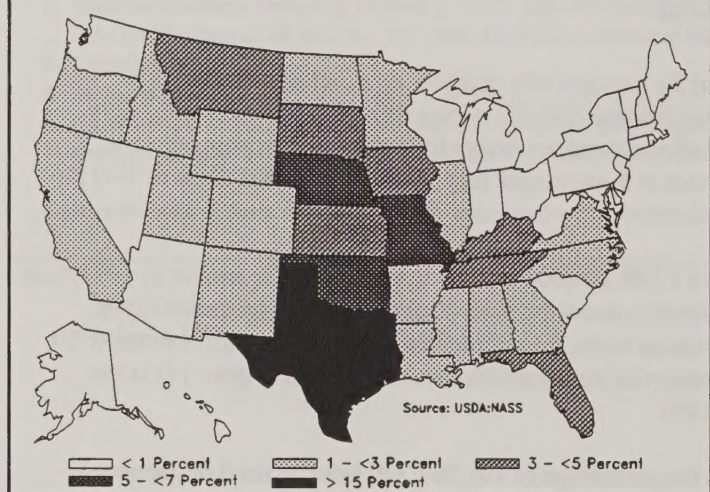 Source: USDA:NASS
< 1 Percent
1 - <3 Percent
3 - <5 Percent
5 - <7 Percent
> 15 Percent